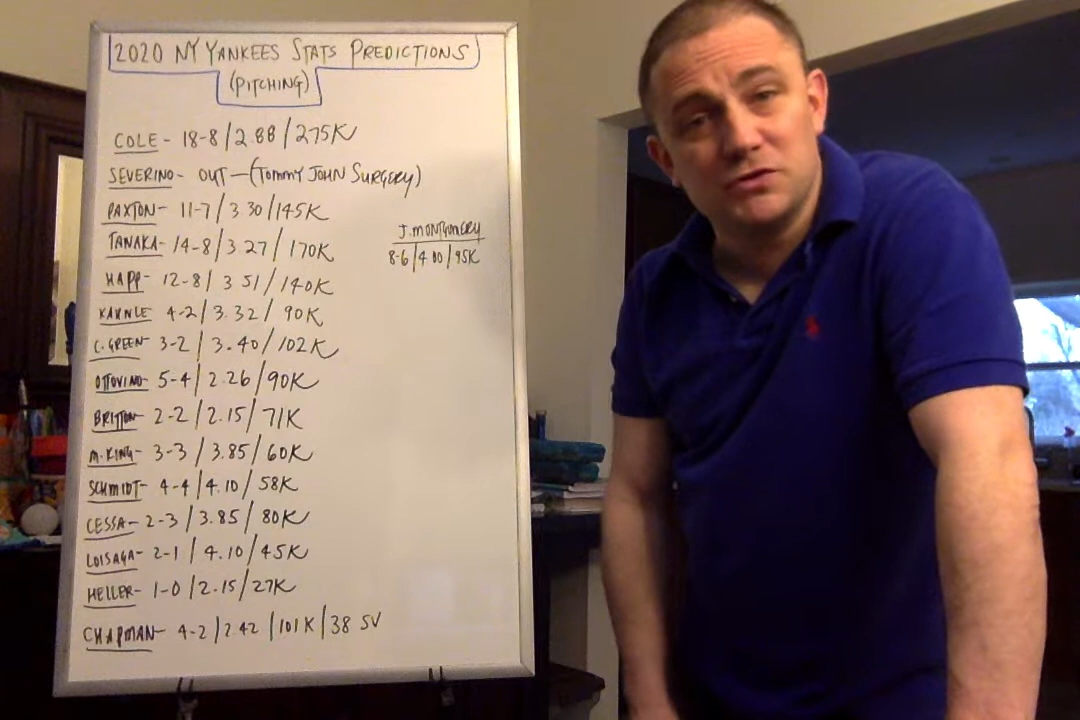 2020 NY YANKEES STATS PREDICTIONS
(PITCHING)
COLE - 18-8 / 2.88 / 275K
SEVERINO - OUT - (TOMMY JOHN SURGERY)
PAXTON - 11-7 / 3.30 / 145K
TANAKA - 14-8 / 3.27 / 170K
HAPP - 12-8 / 3.51 / 140K
KAHNLE 4-2 / 3.32 / 90K
C. GREEN - 3-2 / 3.40 / 102K
OTTOVINO - 5-4 / 2.26 / 90K
BRITTON - 2-2 / 2.15 / 71K
M. KING - 3-3 / 3.85 / 60K
SCHMIDT - 4-4 / 4.10 / 58K
CESSA - 2-3 / 3.85 / 80K
LOISAGA - 2-1 / 4.10 / 45K
HELLER - 1-0 / 2.15 / 27K
CHAPMAN - 4-2 / 2.42 / 101K / 38 SV
J. MONTGOMERY
8-6 / 4.00 / 95K